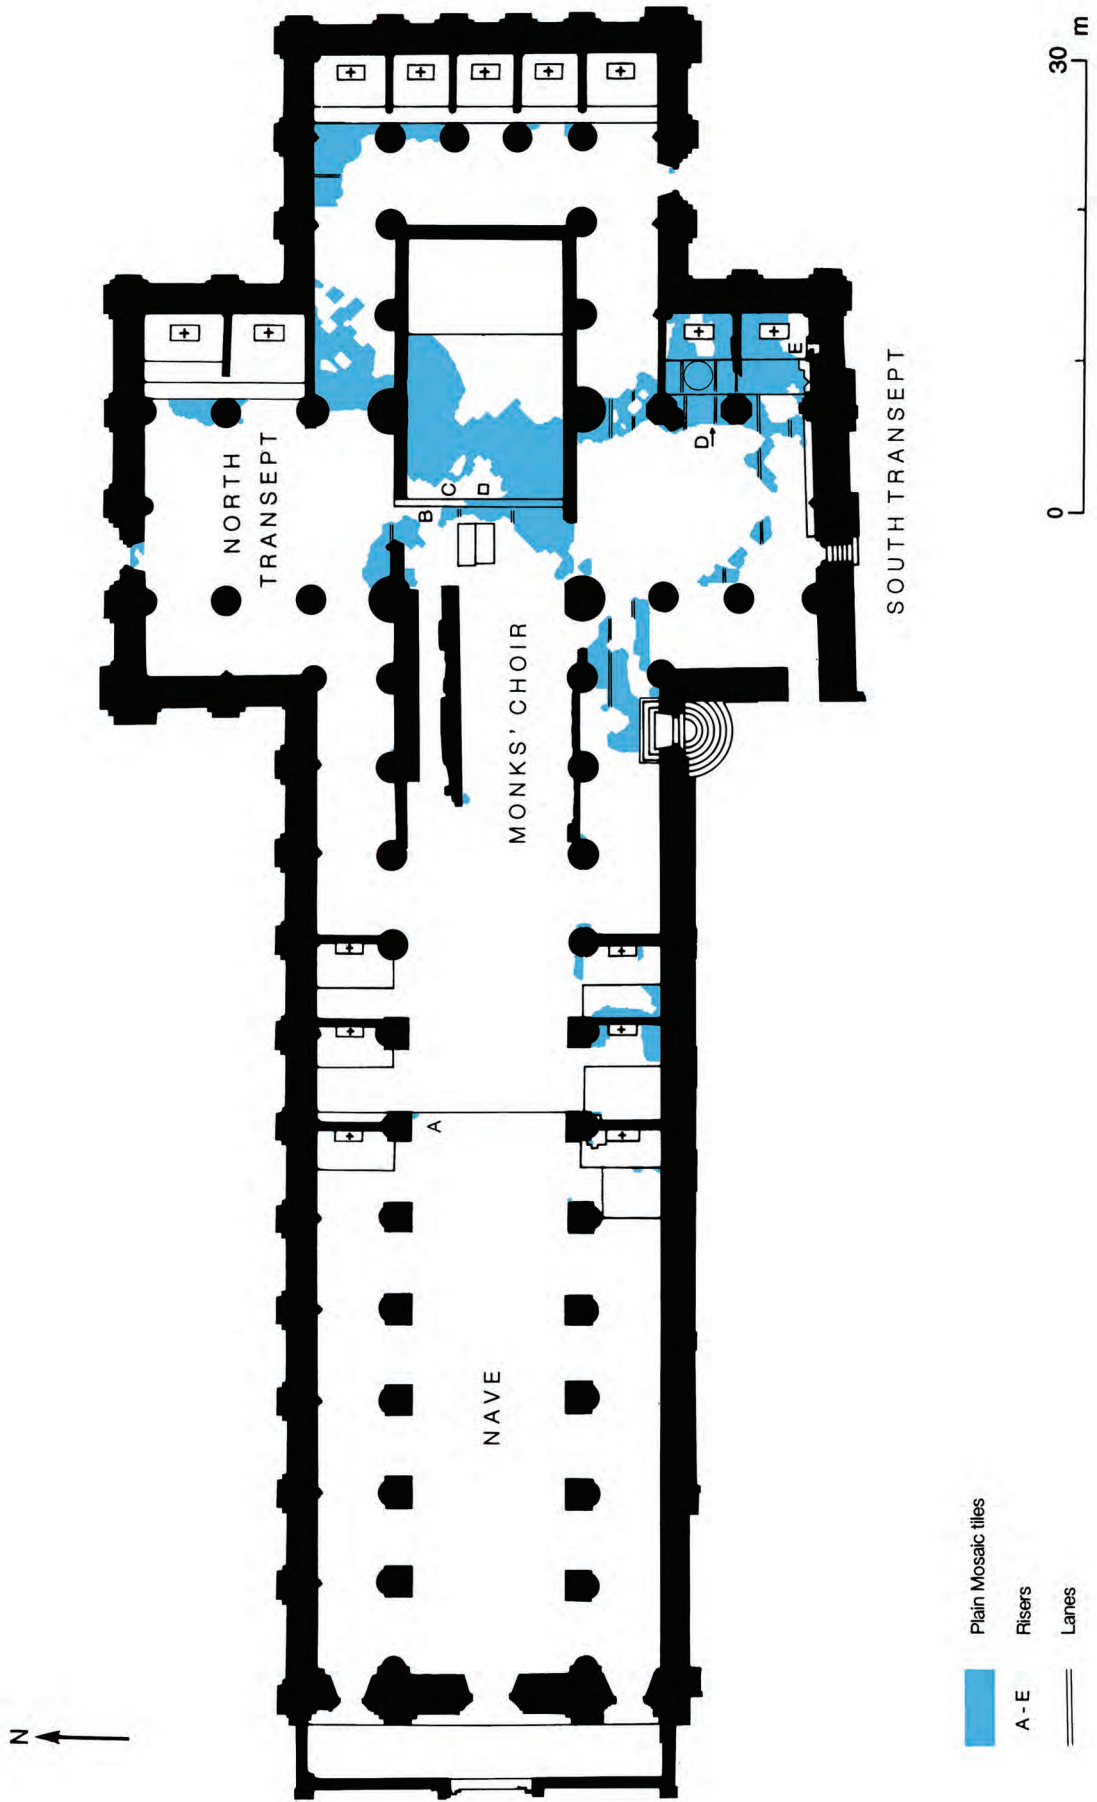 N
NORTH
TRANSEPT
SOUTH TRANSEPT
MONKS' CHOIR
NAVE
A
B
C
D
E
0 30 m
Plain Mosaic tiles
A - E Risers
Lanes